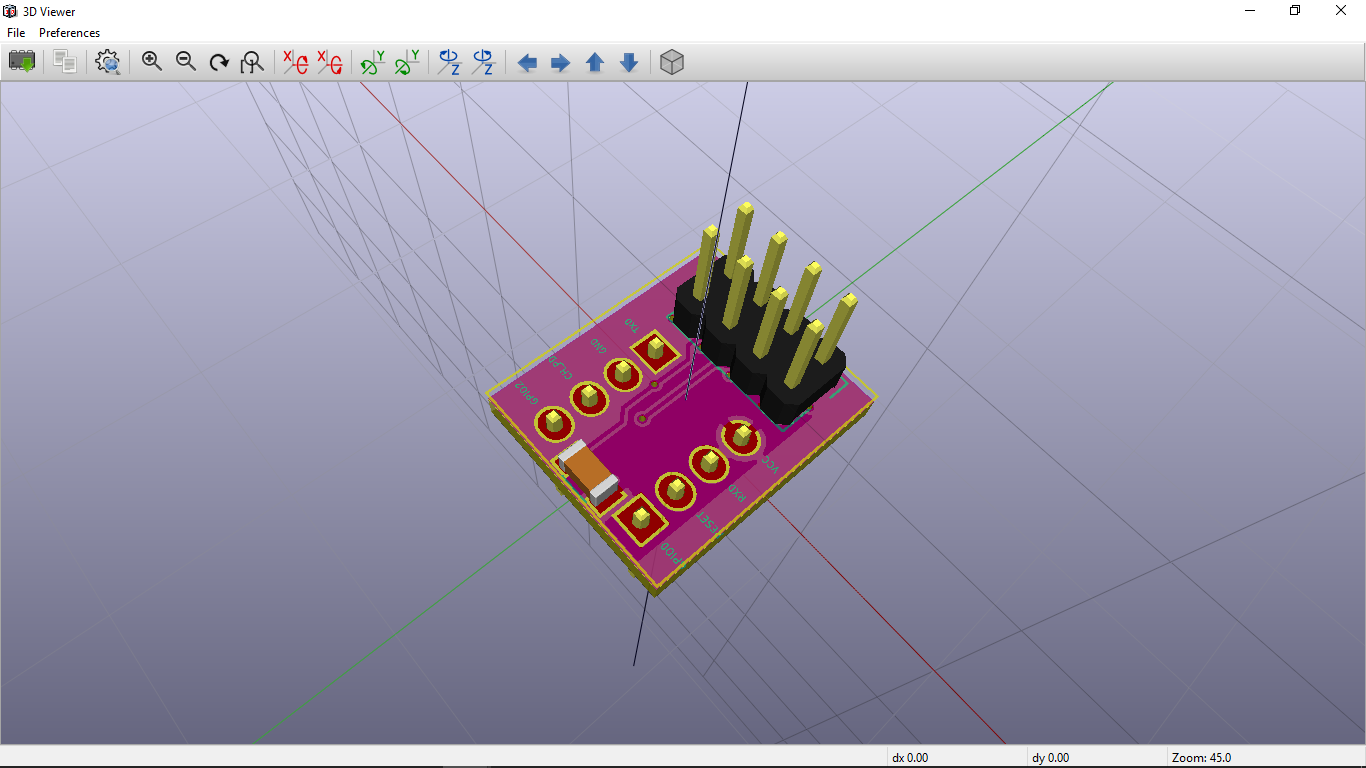 3D Viewer
File Preferences
X X Y Y Z Z
TXD
GND
CH_PD
GPIO2
VCC
RXD
RESET
GPIO0
dx 0.00 dy 0.00 Zoom: 45.0